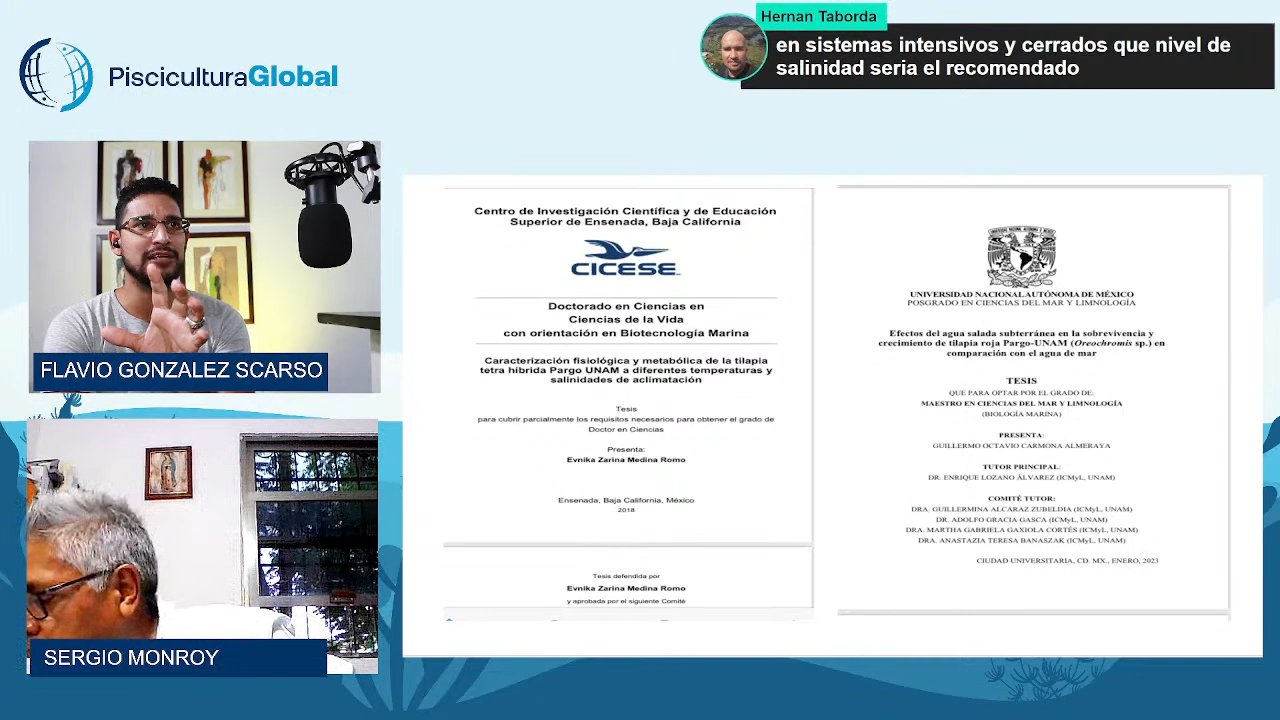 Hernan Taborda
en sistemas intensivos y cerrados que nivel de
salinidad seria el recomendado
PisciculturaGlobal
FLAVIO GONZALEZ SCARSO
SERGIO MONROY
Centro de Investigación Científica y de Educación
Superior de Ensenada, Baja California
CICESE
Doctorado en Ciencias en
Ciencias de la Vida
con orientación en Biotecnología Marina
Caracterización fisiológica y metabólica de la tilapia
tetra híbrida Pargo UNAM a diferentes temperaturas y
salinidades de aclimatación
Tesis
para cubrir parcialmente los requisitos necesarios para obtener el grado de
Doctor en Ciencias
Presenta:
Evnika Zarina Medina Romo
Ensenada, Baja California, México
2018
Tesis defendida por
Evnika Zarina Medina Romo
y aprobada por el siguiente Comité
UNIVERSIDAD NACIONAL AUTÓNOMA DE MÉXICO
POSGRADO EN CIENCIAS DEL MAR Y LIMNOLOGÍA
Efectos del agua salada subterránea en la sobrevivencia y
crecimiento de tilapia roja Pargo-UNAM (Oreochromis sp.) en
comparación con el agua de mar
TESIS
QUE PARA OPTAR POR EL GRADO DE:
MAESTRO EN CIENCIAS DEL MAR Y LIMNOLOGÍA
(BIOLOGÍA MARINA)
PRESENTA:
GUILLERMO OCTAVIO CARMONA ALMERAYA
TUTOR PRINCIPAL:
DR. ENRIQUE LOZANO ÁLVAREZ (ICMyL, UNAM)
COMITÉ TUTOR:
DRA. GUILLERMINA ALCARAZ ZUBELDIA (ICMyL, UNAM)
DR. ADOLFO GRACIA GASCA (ICMyL, UNAM)
DRA. MARTHA GABRIELA GAXIOLA CORTÉS (ICMyL, UNAM)
DRA. ANASTAZIA TERESA BANASZAK (ICMyL, UNAM)
CIUDAD UNIVERSITARIA, CD. MX., ENERO, 2023